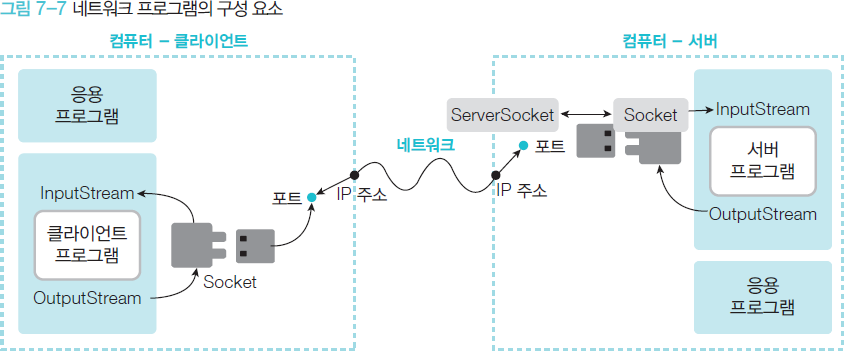 그림 7-7 네트워크 프로그램의 구성 요소
컴퓨터 – 클라이언트
응용
프로그램
InputStream
클라이언트
프로그램
OutputStream
Socket
포트
IP 주소
네트워크
컴퓨터 – 서버
ServerSocket
Socket
InputStream
포트
서버
프로그램
IP 주소
OutputStream
응용
프로그램